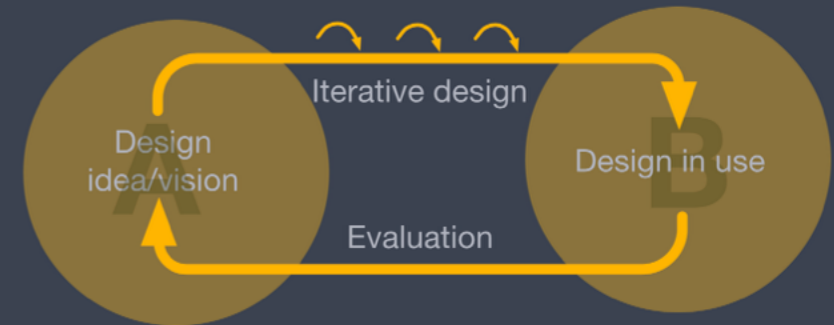 Iterative design
A
Design
idea/vision
B
Design in use
Evaluation